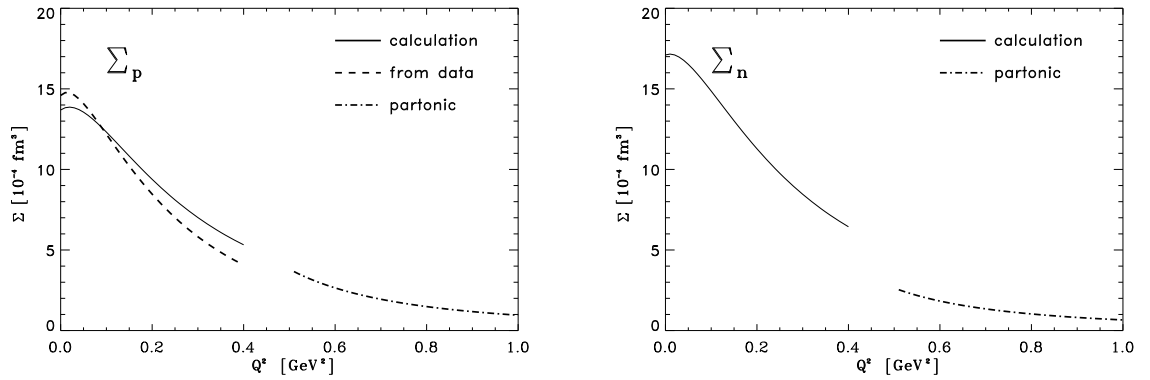 20
15
10
5
0
Σ [10⁻⁴ fm³]
Σp
calculation
from data
partonic
0.0 0.2 0.4 0.6 0.8 1.0
Q² [GeV²]
20
15
10
5
0
Σ [10⁻⁴ fm³]
Σn
calculation
partonic
0.0 0.2 0.4 0.6 0.8 1.0
Q² [GeV²]